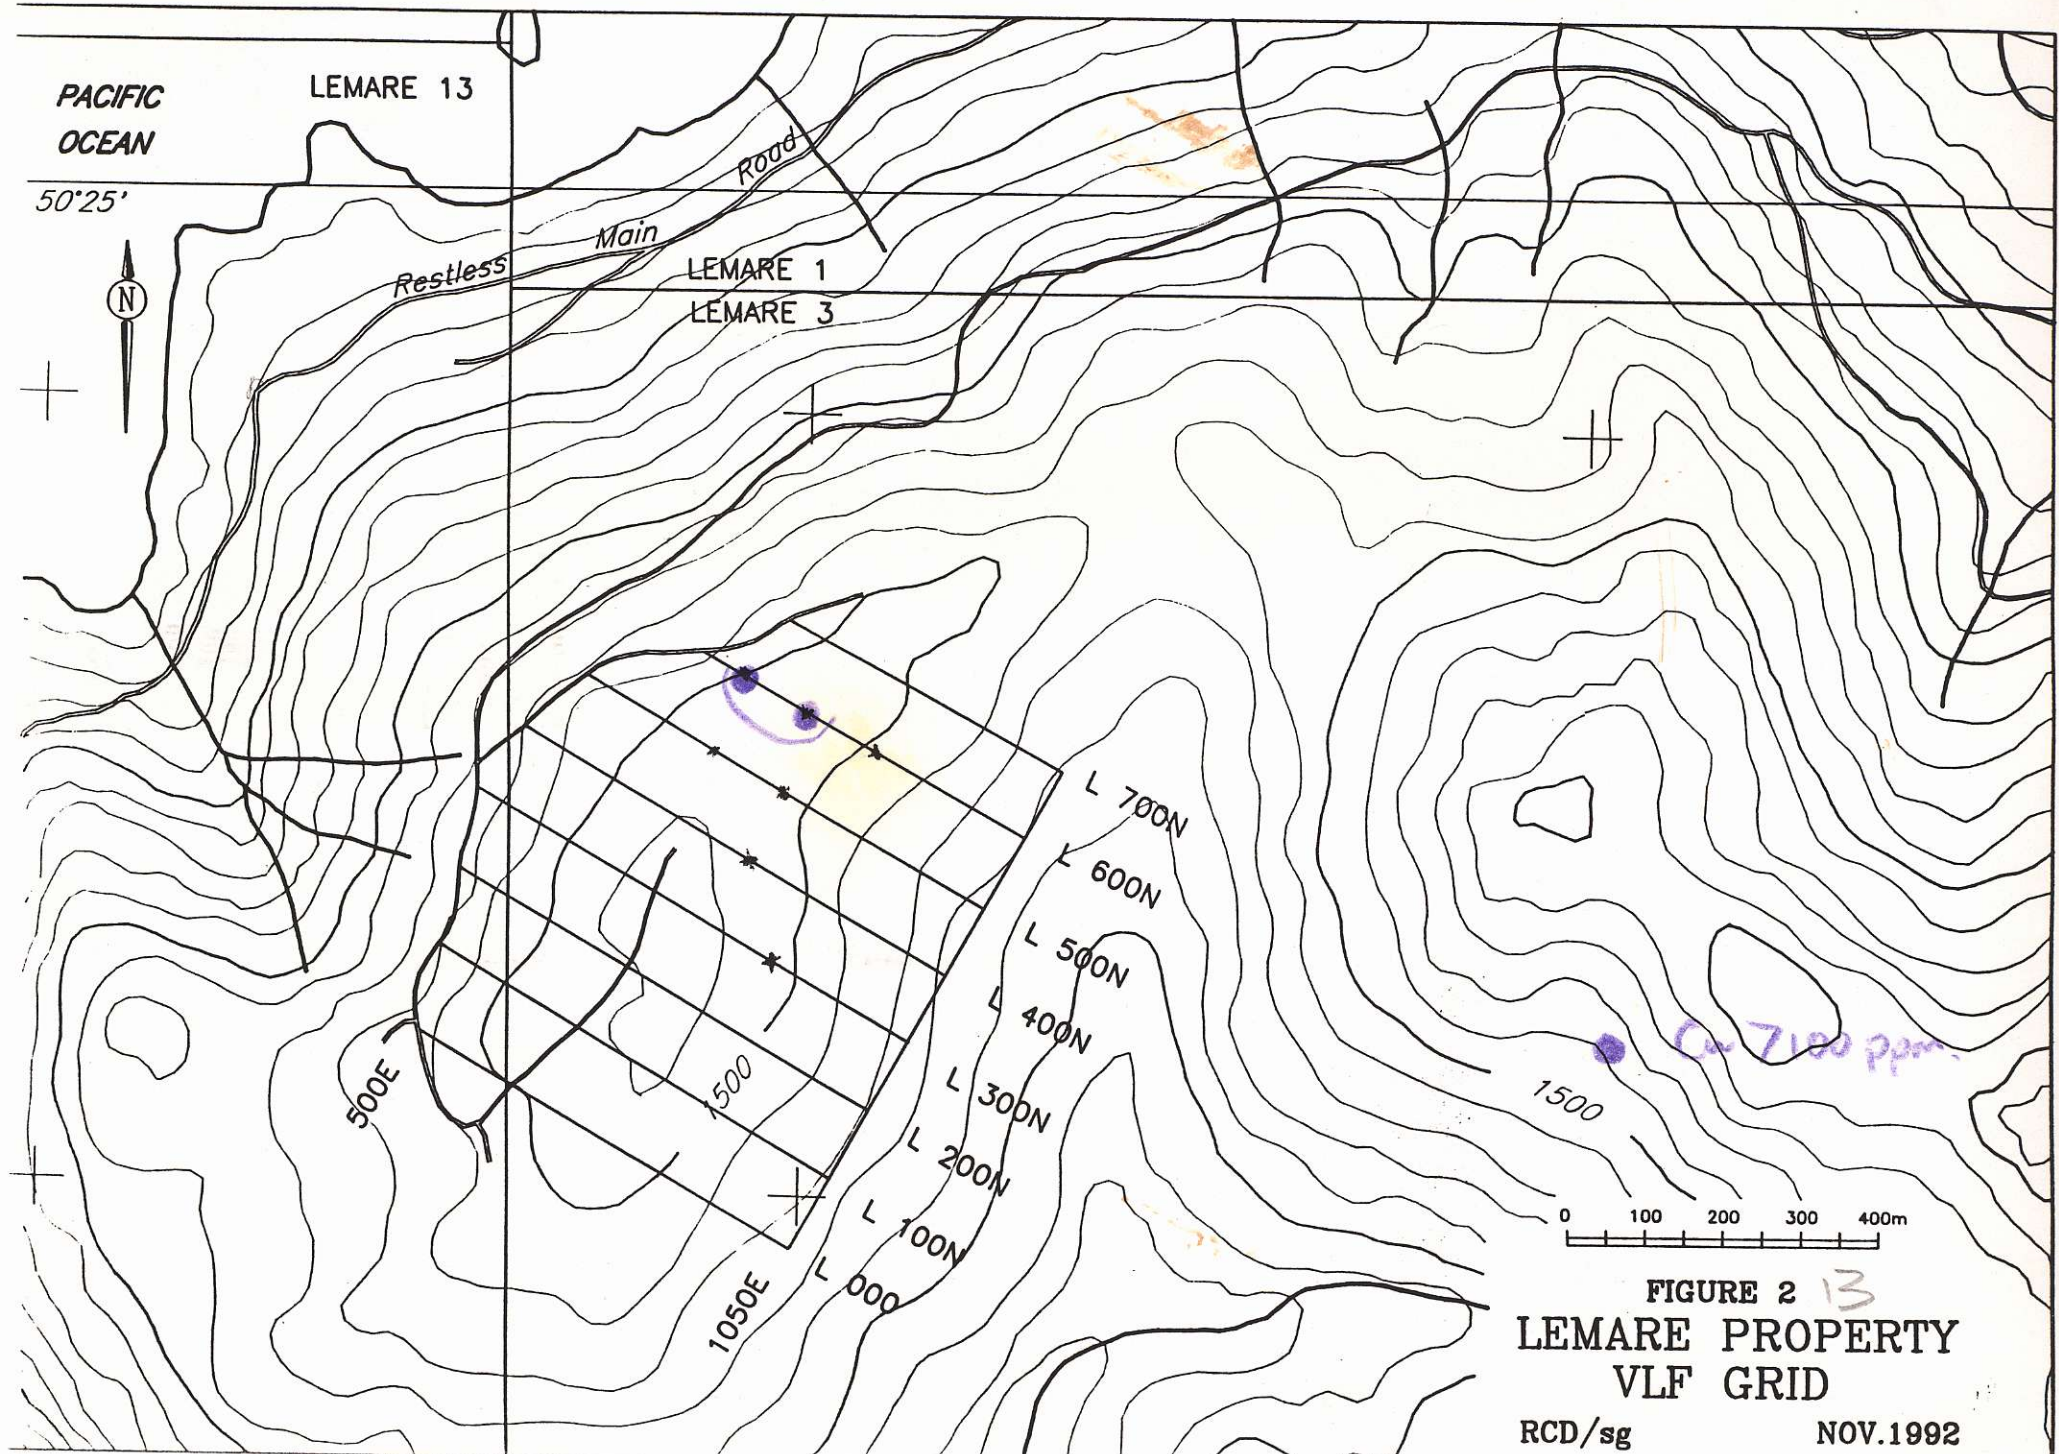 PACIFIC
OCEAN
LEMARE 13
50°25'
N
Restless Main Road
LEMARE 1
LEMARE 3
L 700N
L 600N
L 500N
L 400N
L 300N
L 200N
L 100N
L 000
500E
1050E
1500
Cu 7100 ppm.
1500
0 100 200 300 400m
FIGURE 2 13
LEMARE PROPERTY
VLF GRID
RCD/sg NOV.1992